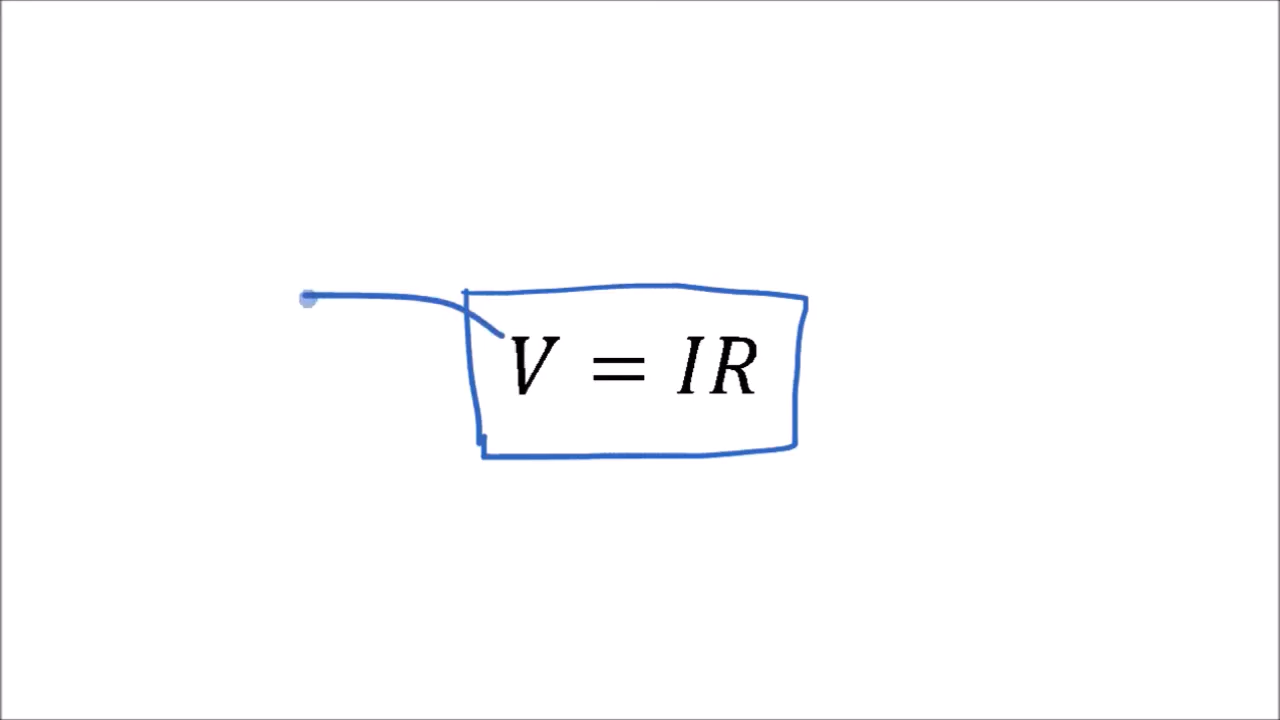 V = IR